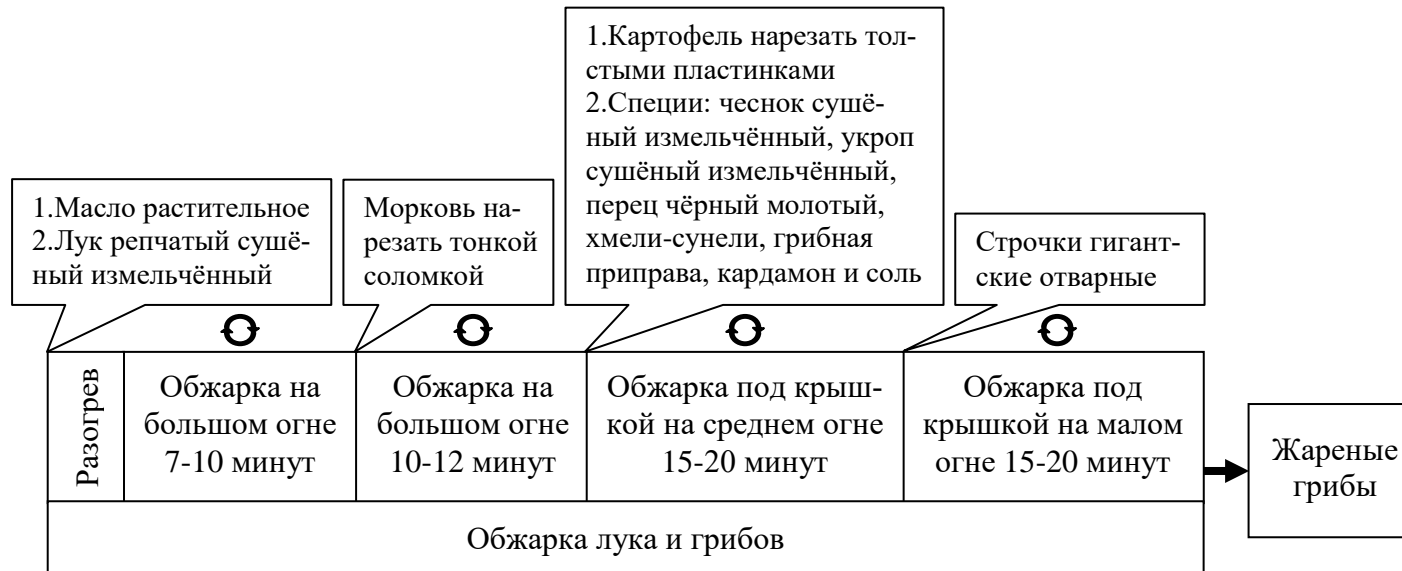 1.Масло растительное
2.Лук репчатый сушё-
ный измельчённый
Морковь на-
резать тонкой
соломкой
1.Картофель нарезать тол-
стыми пластинками
2.Специи: чеснок сушё-
ный измельчённый, укроп
сушёный измельчённый,
перец чёрный молотый,
хмели-сунели, грибная
приправа, кардамон и соль
Строчки гигант-
ские отварные
Разогрев
Обжарка на
большом огне
7-10 минут
Обжарка на
большом огне
10-12 минут
Обжарка под крыш-
кой на среднем огне
15-20 минут
Обжарка под
крышкой на малом
огне 15-20 минут
Жареные
грибы
Обжарка лука и грибов